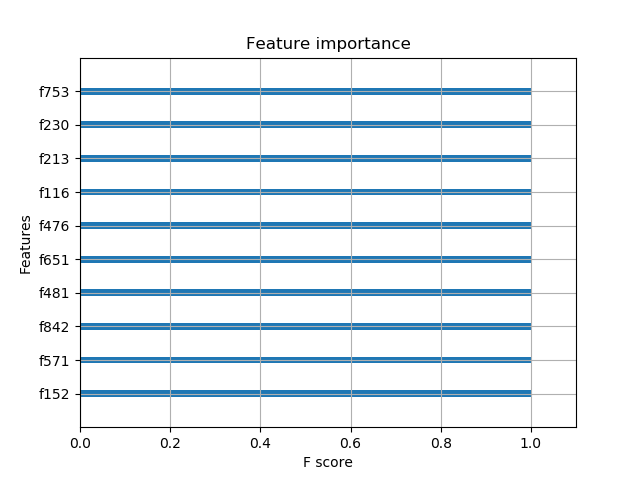 Feature importance
Features
f753
f230
f213
f116
f476
f651
f481
f842
f571
f152
0.0 0.2 0.4 0.6 0.8 1.0
F score